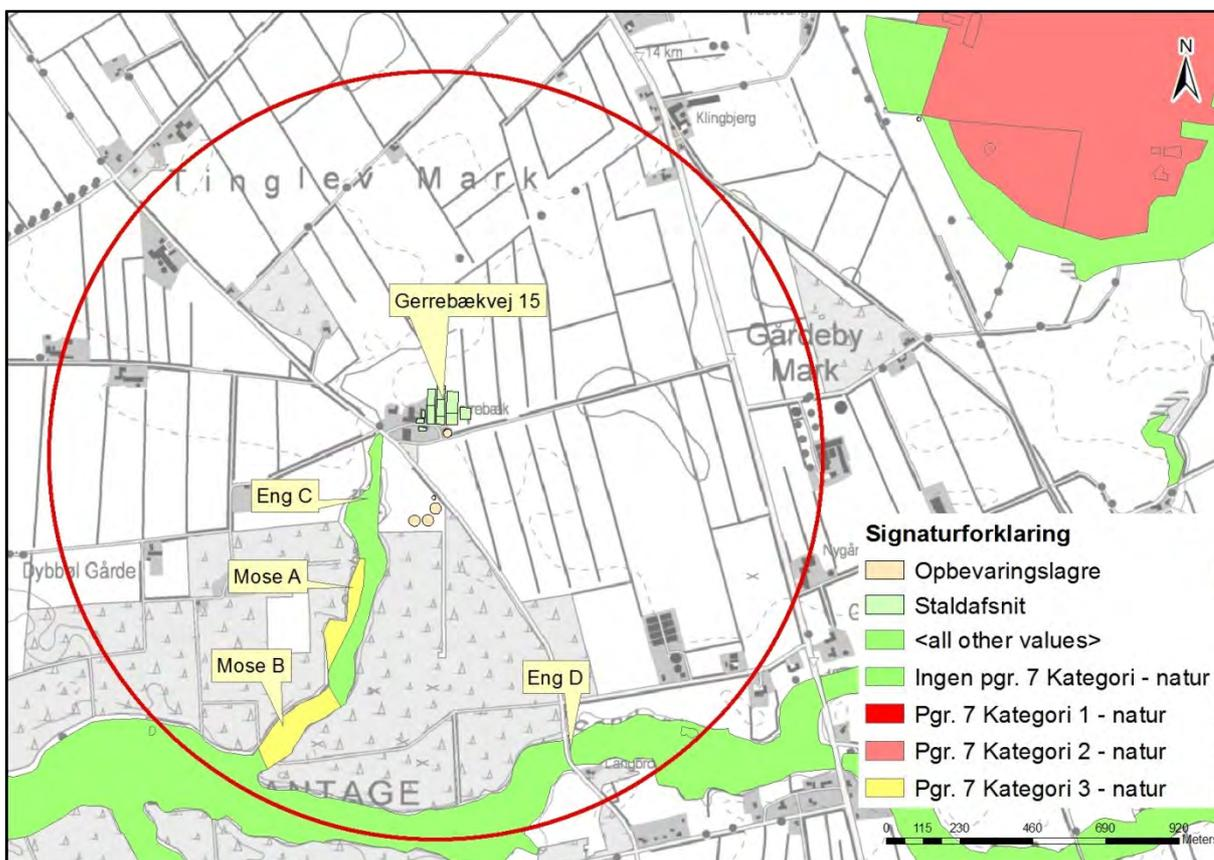 14 km
N
Klingbjerg
Tinglev Mark
Gerrebækvej 15
Gårdeby
Mark
Eng C
Mose A
Dybbøl Gårde
Mose B
Eng D
Signaturforklaring
Opbevaringslagre
Staldafsnit
<all other values>
Ingen pgr. 7 Kategori - natur
Pgr. 7 Kategori 1 - natur
Pgr. 7 Kategori 2 - natur
Pgr. 7 Kategori 3 - natur
Langbro
ANTAGE
0 115 230 460 690 920
Meters